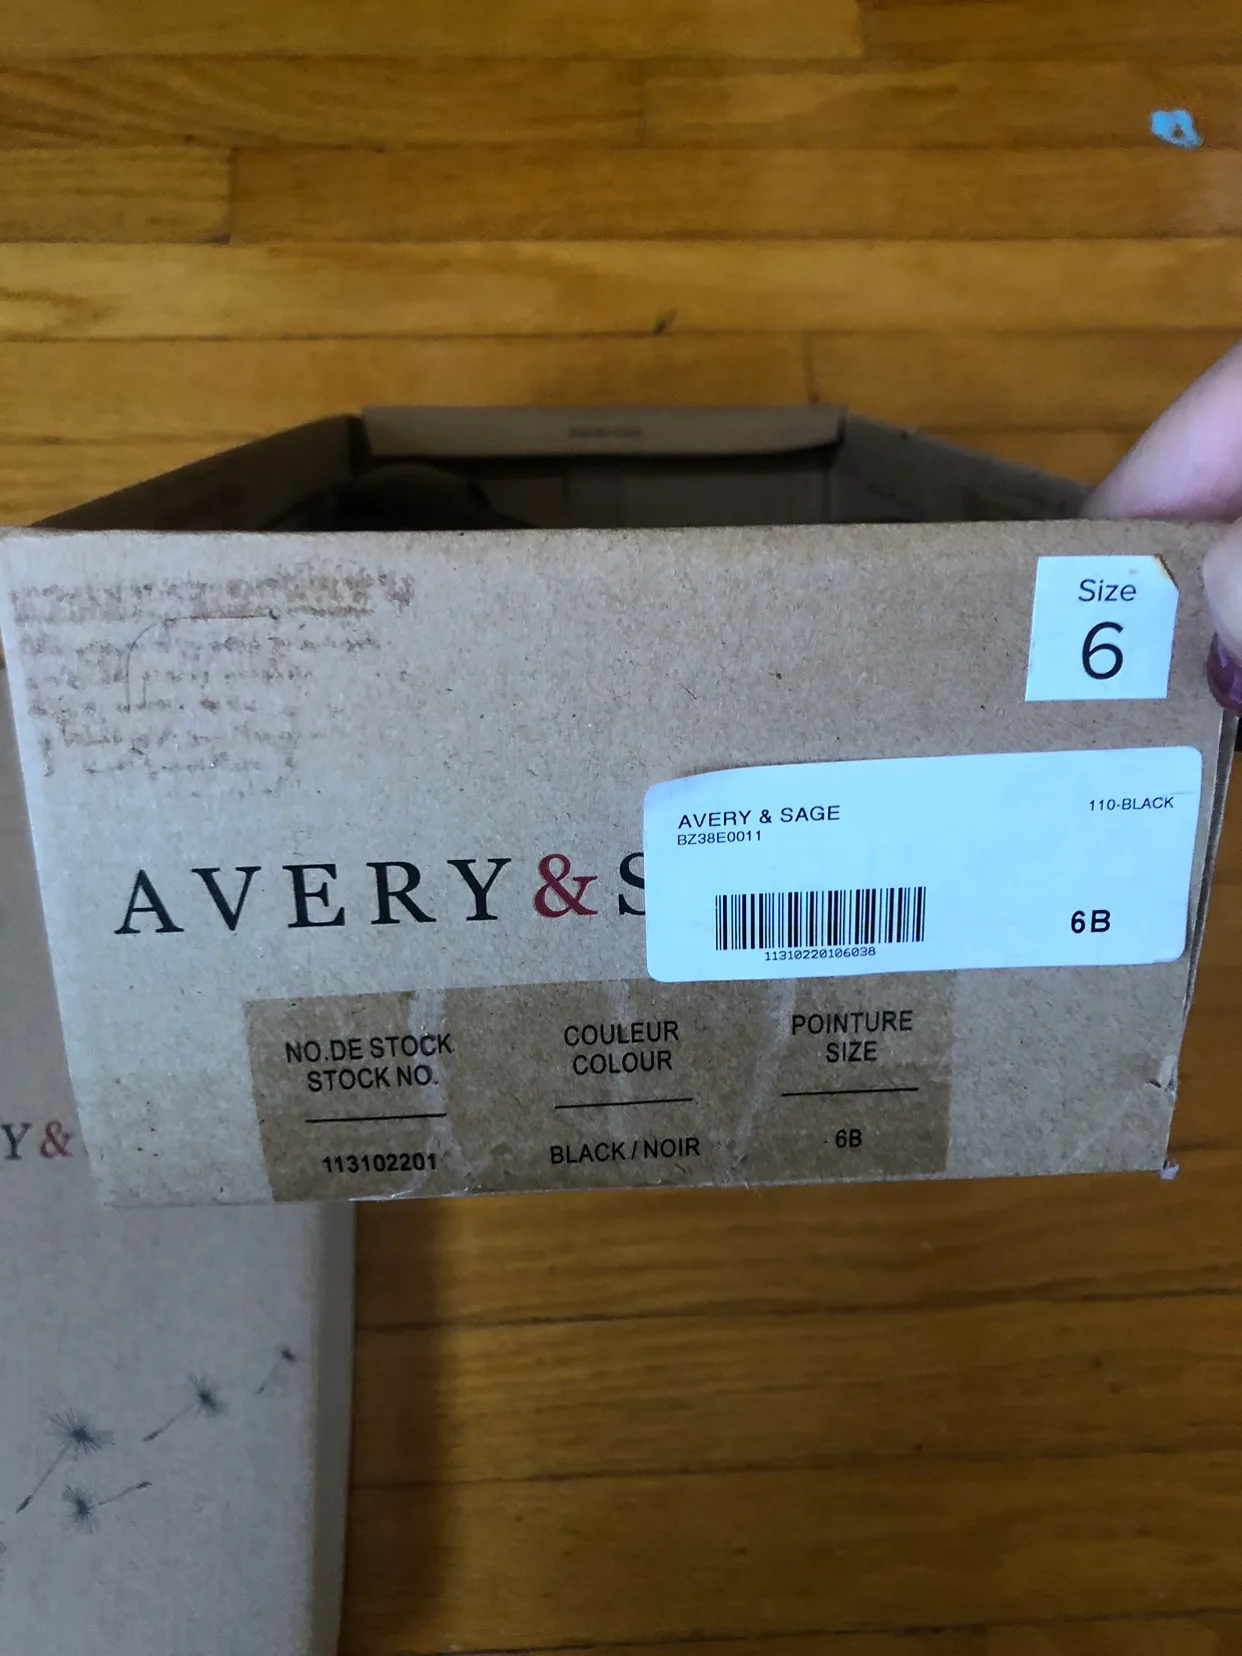 Size
6
AVERY & SAGE
110-BLACK
BZ38E0011
11310220106038
6B
AVERY&S
NO.DE STOCK
STOCK NO.
113102201
COULEUR
COLOUR
BLACK/NOIR
POINTURE
SIZE
6B
Y&